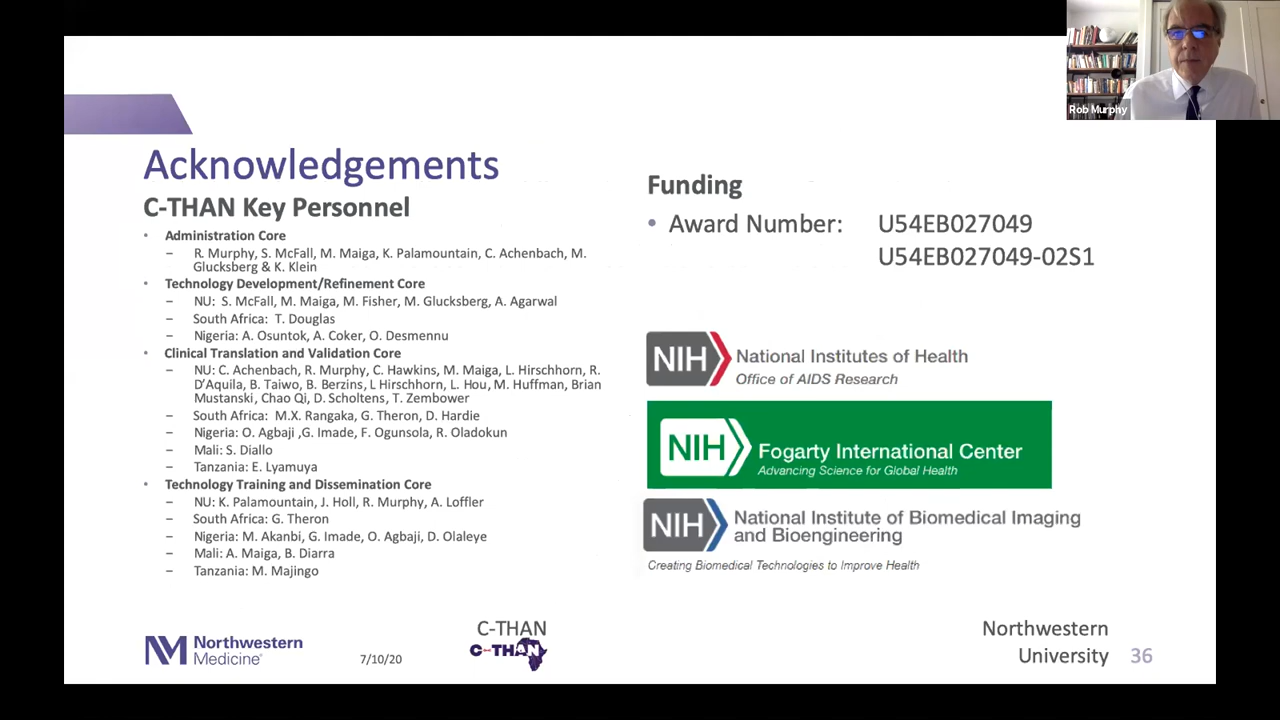 Rob Murphy
Acknowledgements
C-THAN Key Personnel
• Administration Core
– R. Murphy, S. McFall, M. Maiga, K. Palamountain, C. Achenbach, M.
Glucksberg & K. Klein
• Technology Development/Refinement Core
– NU: S. McFall, M. Maiga, M. Fisher, M. Glucksberg, A. Agarwal
– South Africa: T. Douglas
– Nigeria: A. Osuntok, A. Coker, O. Desmennu
• Clinical Translation and Validation Core
– NU: C. Achenbach, R. Murphy, C. Hawkins, M. Maiga, L. Hirschhorn, R.
D’Aquila, B. Taiwo, B. Berzins, L Hirschhorn, L. Hou, M. Huffman, Brian
Mustanski, Chao Qi, D. Scholtens, T. Zembower
– South Africa: M.X. Rangaka, G. Theron, D. Hardie
– Nigeria: O. Agbaji ,G. Imade, F. Ogunsola, R. Oladokun
– Mali: S. Diallo
– Tanzania: E. Lyamuya
• Technology Training and Dissemination Core
– NU: K. Palamountain, J. Holl, R. Murphy, A. Loffler
– South Africa: G. Theron
– Nigeria: M. Akanbi, G. Imade, O. Agbaji, D. Olaleye
– Mali: A. Maiga, B. Diarra
– Tanzania: M. Majingo
Funding
• Award Number: U54EB027049
U54EB027049-02S1
NIH National Institutes of Health
Office of AIDS Research
NIH Fogarty International Center
Advancing Science for Global Health
NIH National Institute of Biomedical Imaging
and Bioengineering
Creating Biomedical Technologies to Improve Health
NM Northwestern
Medicine®
7/10/20
C-THAN
C-THAN
Northwestern
University
36